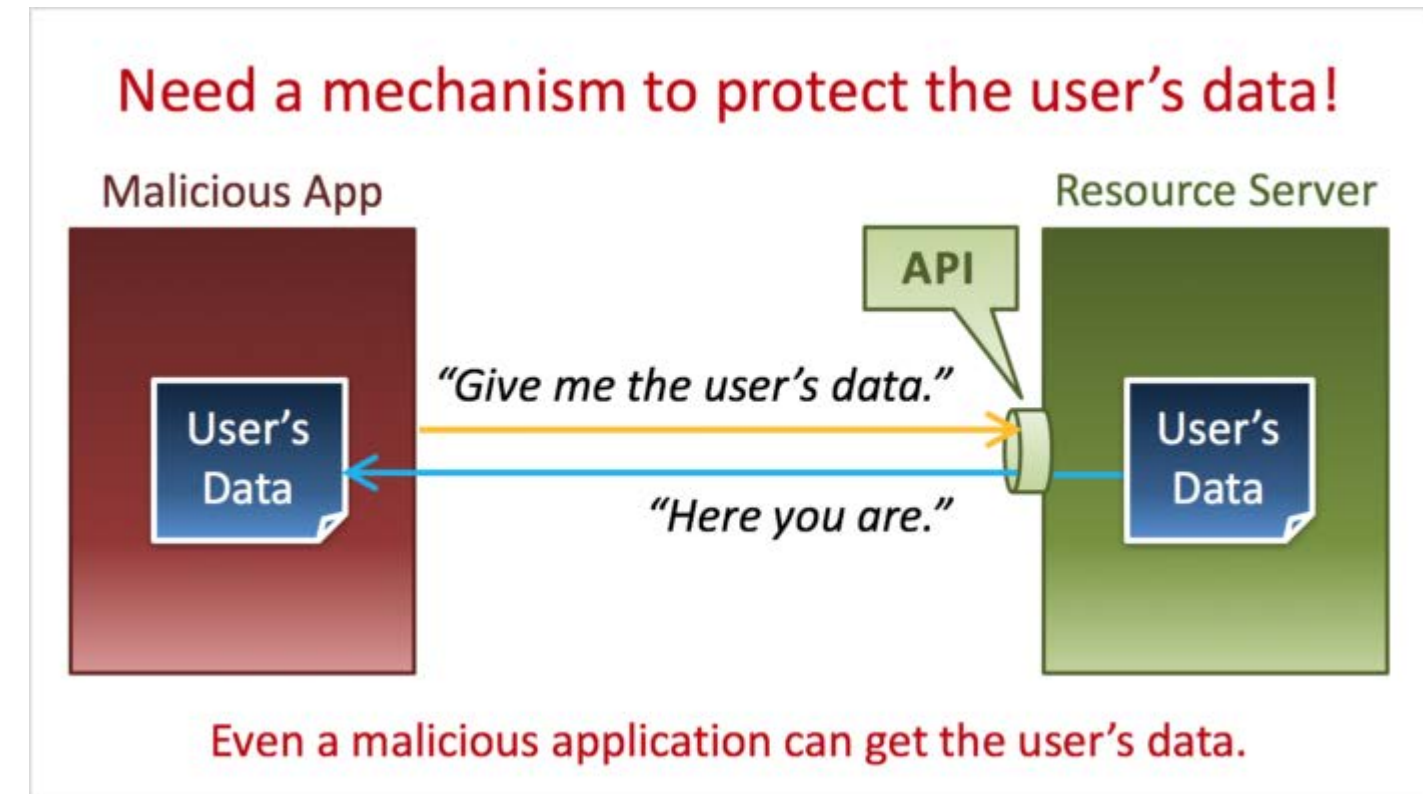 Need a mechanism to protect the user’s data!
Malicious App
Resource Server
API
“Give me the user’s data.”
User’s
Data
User’s
Data
“Here you are.”
Even a malicious application can get the user’s data.